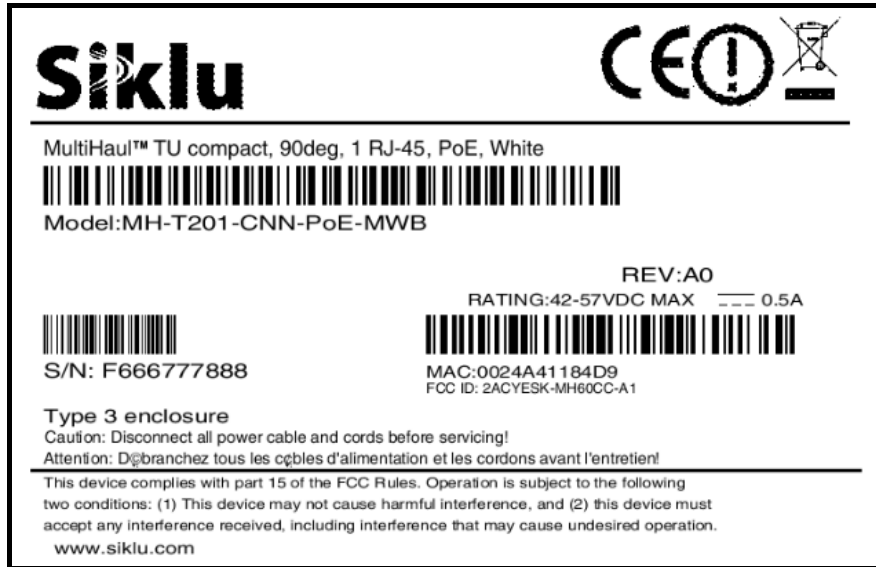 Siklu
CE
MultiHaul™ TU compact, 90deg, 1 RJ-45, PoE, White
Model:MH-T201-CNN-PoE-MWB
REV:A0
RATING:42-57VDC MAX 0.5A
S/N: F666777888
MAC:0024A41184D9
FCC ID: 2ACYESK-MH60CC-A1
Type 3 enclosure
Caution: Disconnect all power cable and cords before servicing!
Attention: D©branchez tous les c¢bles d'alimentation et les cordons avant l'entretien!
This device complies with part 15 of the FCC Rules. Operation is subject to the following
two conditions: (1) This device may not cause harmful interference, and (2) this device must
accept any interference received, including interference that may cause undesired operation.
www.siklu.com